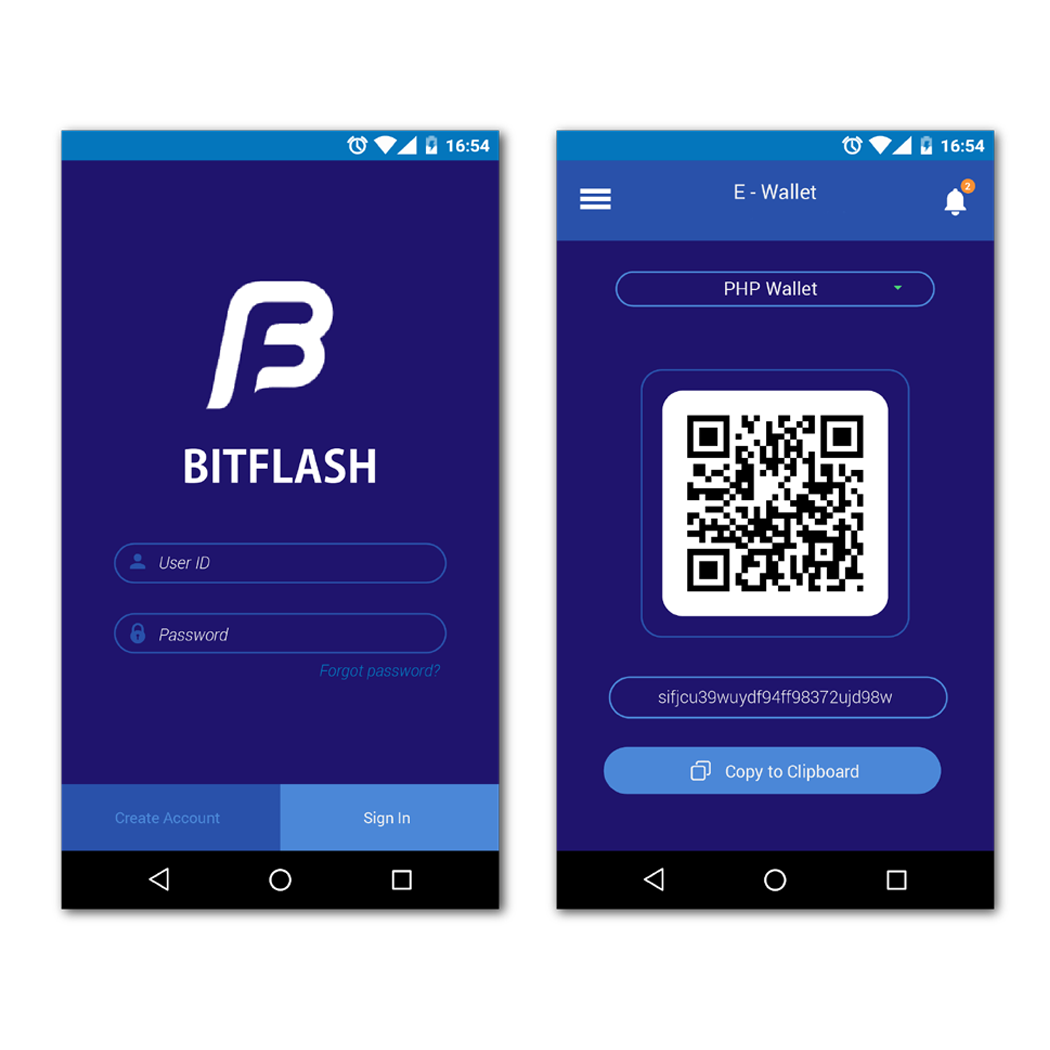 16:54
BITFLASH
User ID
Password
Forgot password?
Create Account
Sign In
16:54
E - Wallet
2
PHP Wallet
sifjcu39wuydf94ff98372ujd98w
Copy to Clipboard